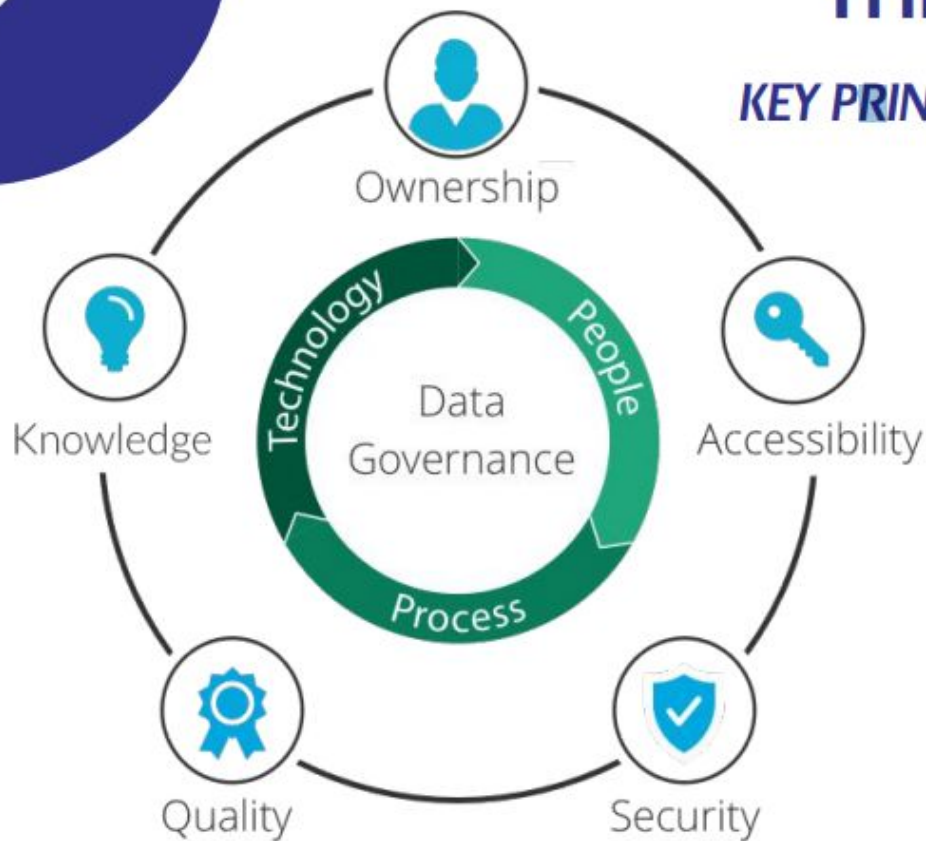 KEY PRIN
Ownership
Technology
People
Data
Governance
Knowledge
Accessibility
Process
Quality
Security